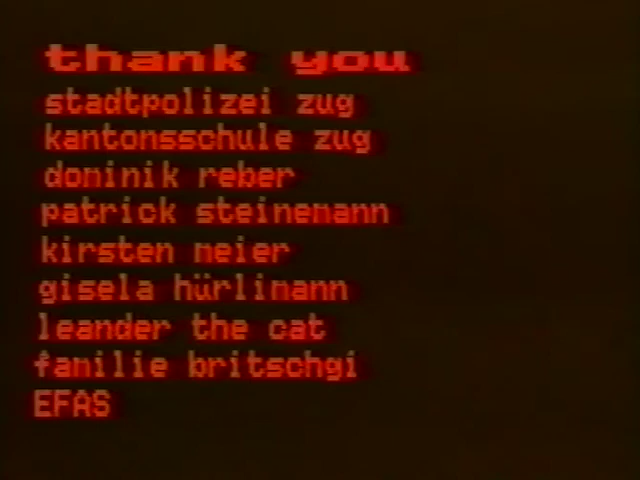 thank you
stadtpolizei zug
kantonsschule zug
dominik reber
patrick steinemann
kirsten meier
gisela hürlimann
leander the cat
familie britschgi
EFAS